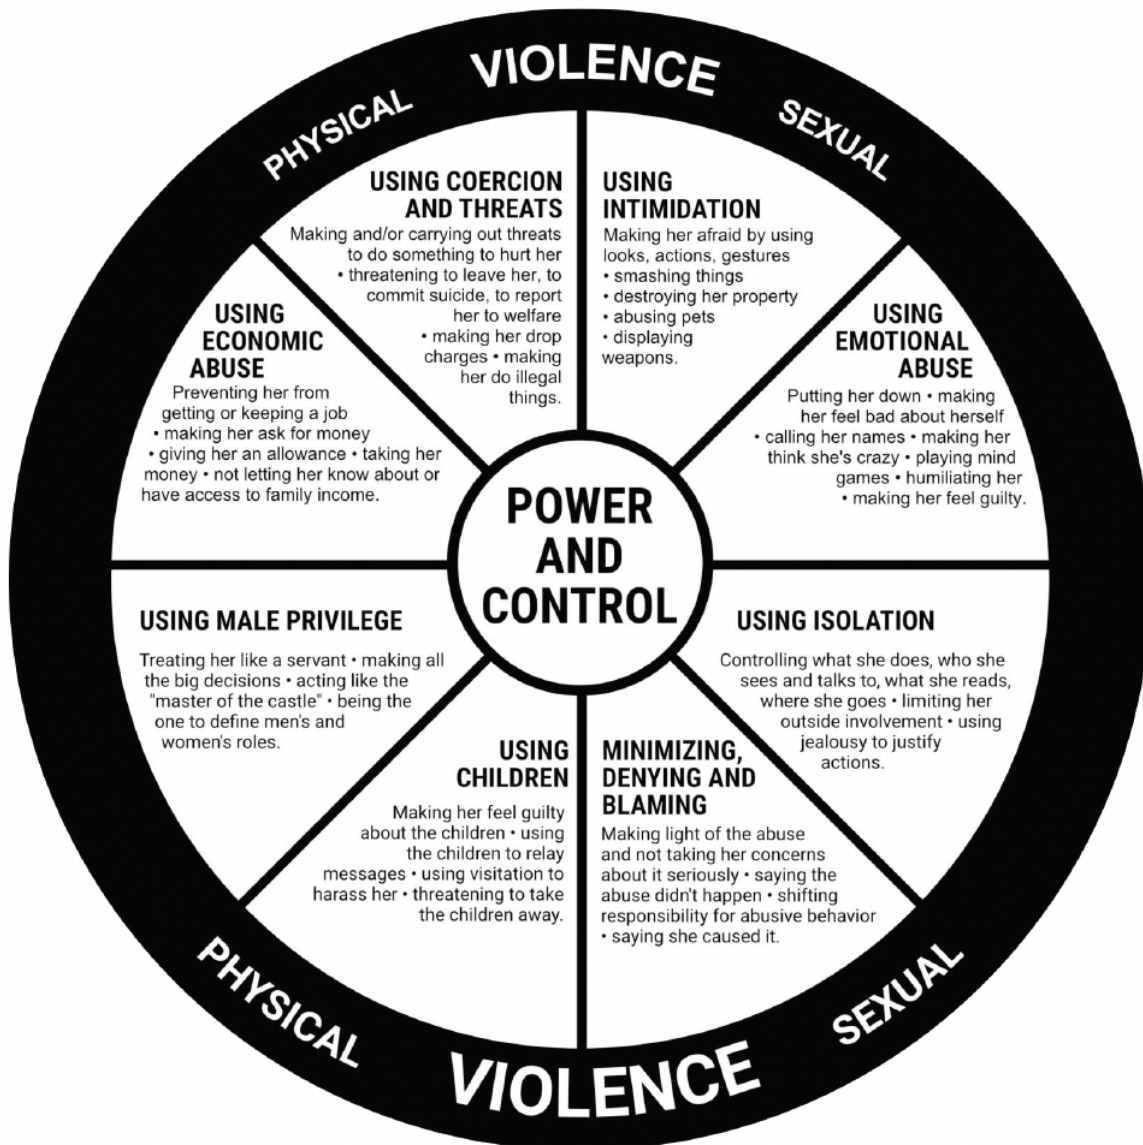 PHYSICAL VIOLENCE SEXUAL
USING COERCION
AND THREATS
Making and/or carrying out threats
to do something to hurt her
• threatening to leave her, to
commit suicide, to report
her to welfare
• making her drop
charges • making
her do illegal
things.
USING
INTIMIDATION
Making her afraid by using
looks, actions, gestures
• smashing things
• destroying her property
• abusing pets
• displaying
weapons.
USING
EMOTIONAL
ABUSE
Putting her down • making
her feel bad about herself
• calling her names • making her
think she's crazy • playing mind
games • humiliating her
• making her feel guilty.
USING ISOLATION
Controlling what she does, who she
sees and talks to, what she reads,
where she goes • limiting her
outside involvement • using
jealousy to justify
actions.
MINIMIZING,
DENYING AND
BLAMING
Making light of the abuse
and not taking her concerns
about it seriously • saying the
abuse didn't happen • shifting
responsibility for abusive behavior
• saying she caused it.
USING
CHILDREN
Making her feel guilty
about the children • using
the children to relay
messages • using visitation to
harass her • threatening to take
the children away.
USING MALE PRIVILEGE
Treating her like a servant • making all
the big decisions • acting like the
"master of the castle" • being the
one to define men's and
women's roles.
USING
ECONOMIC
ABUSE
Preventing her from
getting or keeping a job
• making her ask for money
• giving her an allowance • taking her
money • not letting her know about or
have access to family income.
POWER
AND
CONTROL
PHYSICAL VIOLENCE SEXUAL